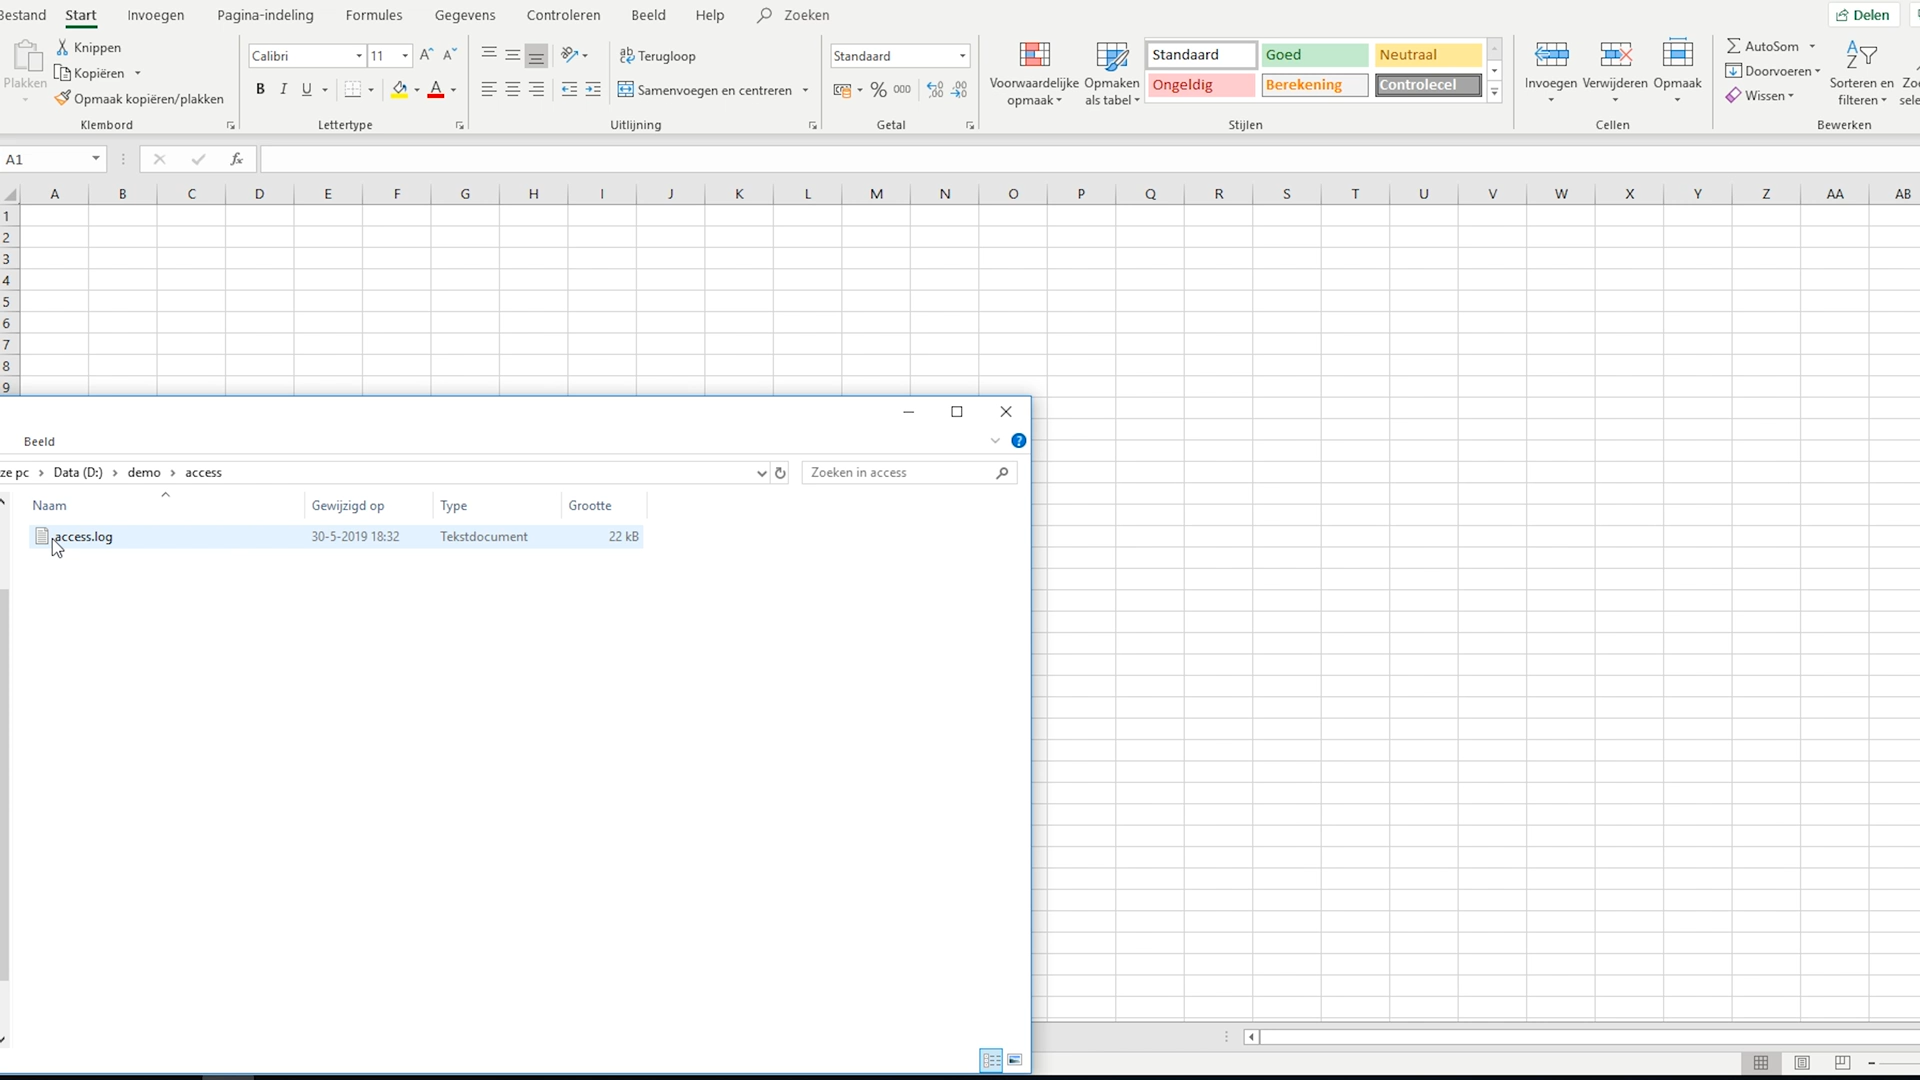 Bestand Start Invoegen Pagina-indeling Formules Gegevens Controleren Beeld Help Zoeken Delen
Plakken
Knippen
Kopiëren
Opmaak kopiëren/plakken
Klembord
Calibri 11
B I U A
Lettertype
Terugloop
Samenvoegen en centreren
Uitlijning
Standaard
% 000
Getal
Voorwaardelijke opmaak
Opmaken als tabel
Standaard Goed Neutraal
Ongeldig Berekening Controlecel
Stijlen
Invoegen Verwijderen Opmaak
Cellen
AutoSom
Doorvoeren
Wissen
Sorteren en filteren
Bewerken
A1 fx
A B C D E F G H I J K L M N O P Q R S T U V W X Y Z AA AB
1
2
3
4
5
6
7
8
9
Beeld
ze pc Data (D:) demo access Zoeken in access
Naam Gewijzigd op Type Grootte
access.log 30-5-2019 18:32 Tekstdocument 22 kB